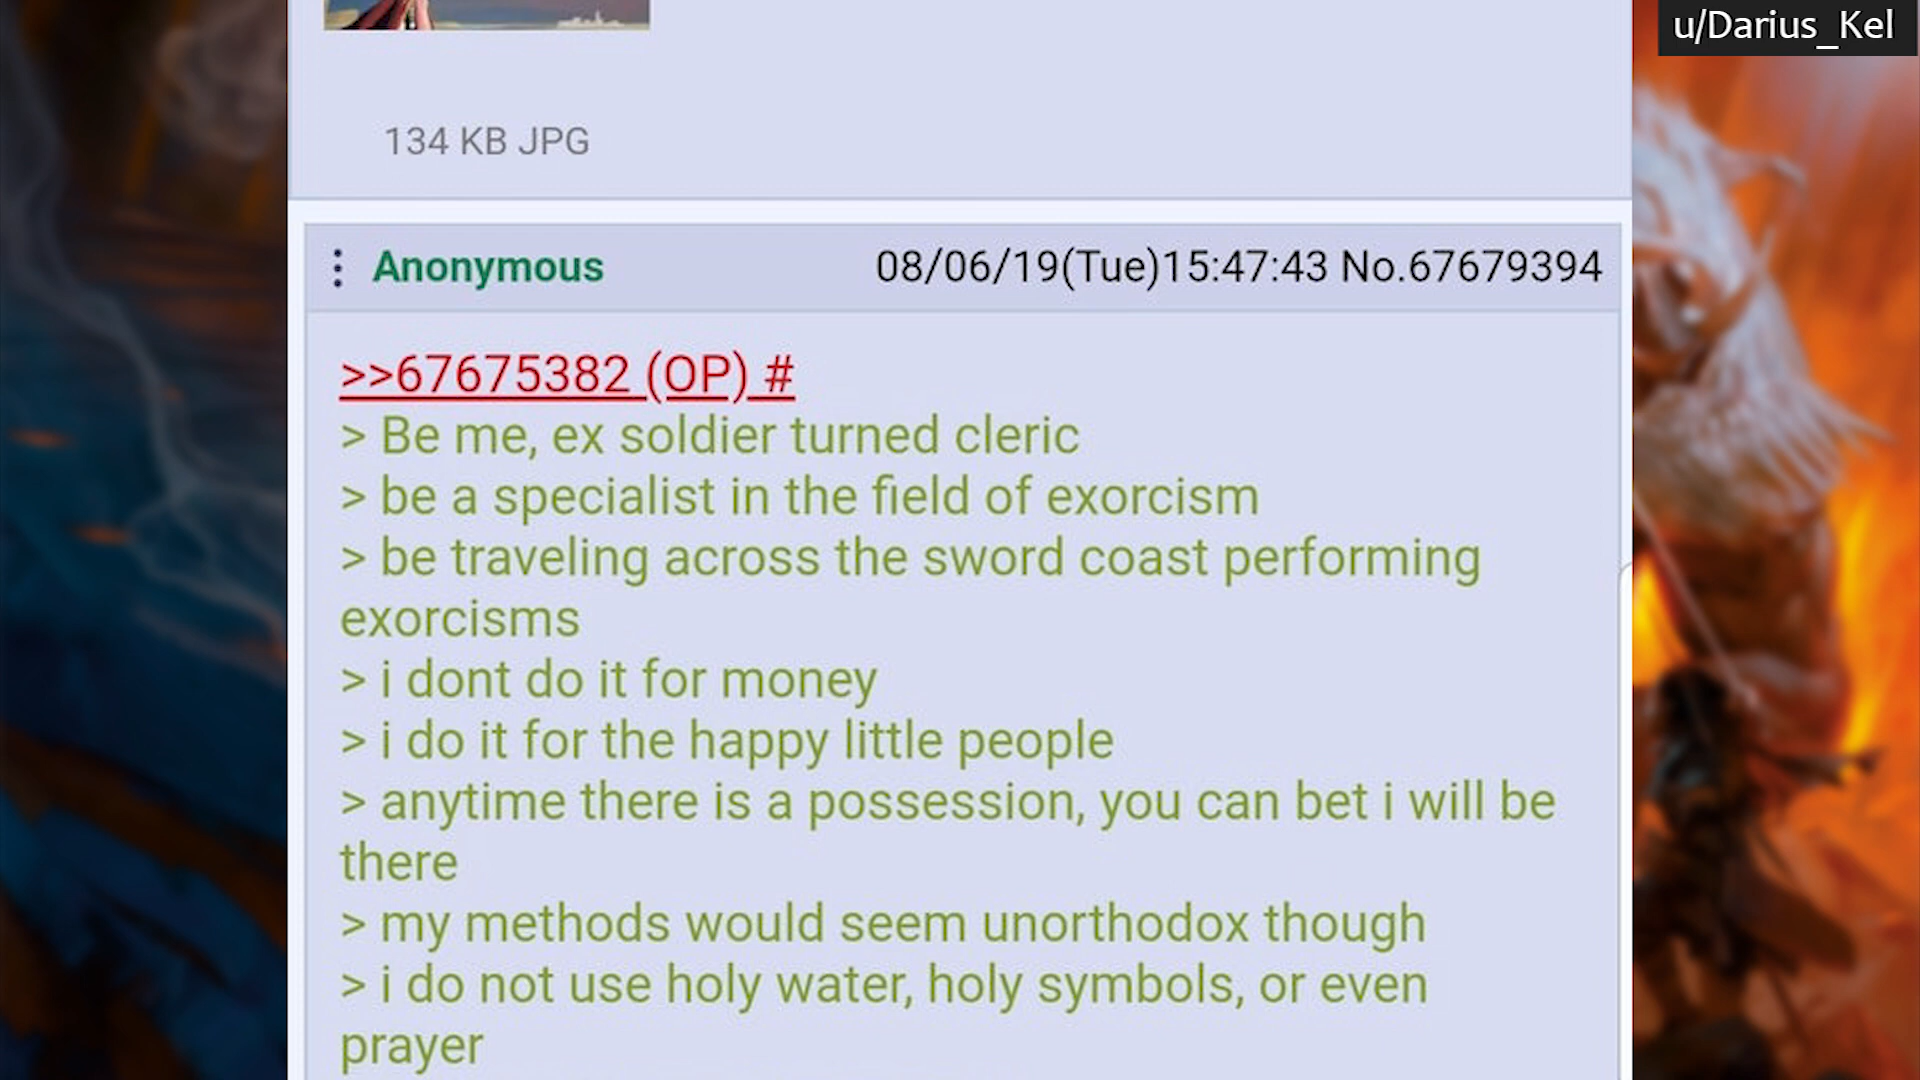 u/Darius_Kel
134 KB JPG
Anonymous 08/06/19(Tue)15:47:43 No.67679394
>>67675382 (OP) #
> Be me, ex soldier turned cleric
> be a specialist in the field of exorcism
> be traveling across the sword coast performing
exorcisms
> i dont do it for money
> i do it for the happy little people
> anytime there is a possession, you can bet i will be
there
> my methods would seem unorthodox though
> i do not use holy water, holy symbols, or even
prayer